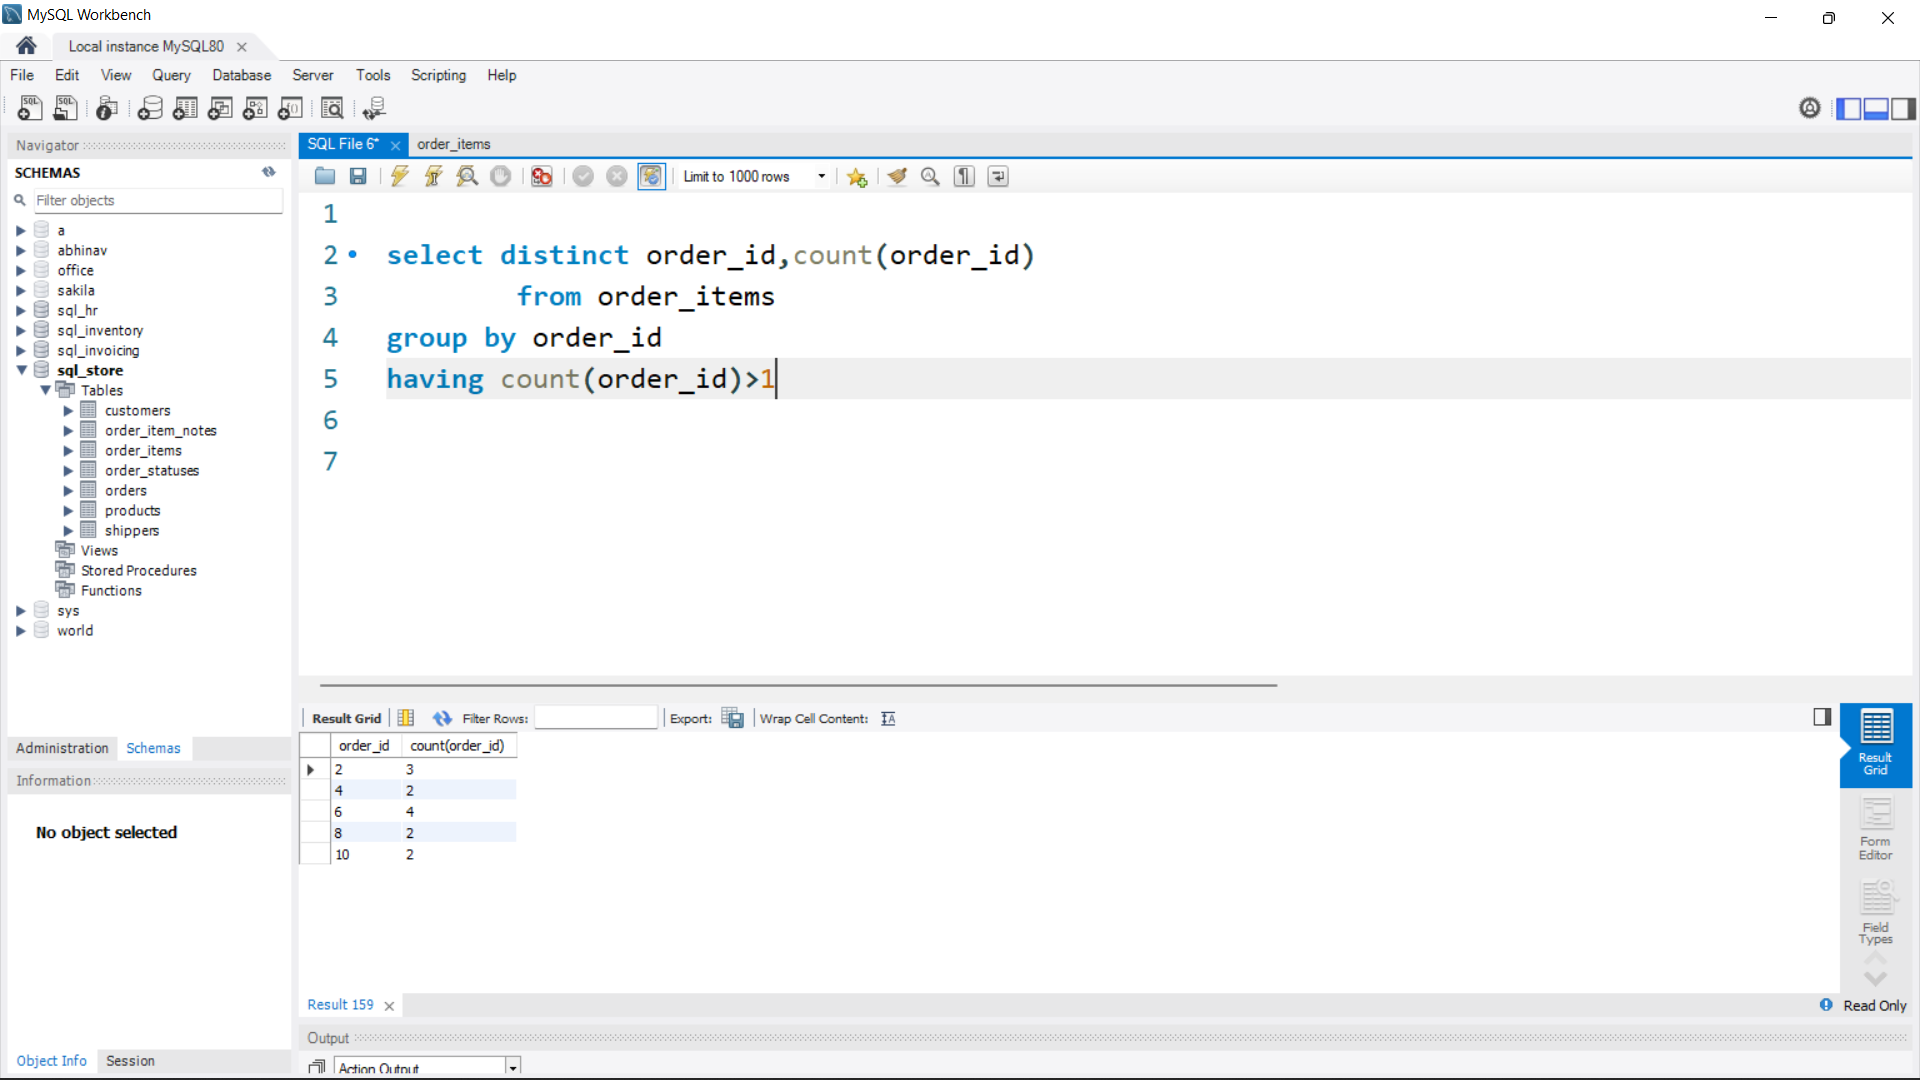 MySQL Workbench
Local instance MySQL80
File Edit View Query Database Server Tools Scripting Help
Navigator
SCHEMAS
Filter objects
a
abhinav
office
sakila
sql_hr
sql_inventory
sql_invoicing
sql_store
Tables
customers
order_item_notes
order_items
order_statuses
orders
products
shippers
Views
Stored Procedures
Functions
sys
world
Administration Schemas
Information
No object selected
Object Info Session
SQL File 6* order_items
Limit to 1000 rows
1
2 select distinct order_id,count(order_id)
3 from order_items
4 group by order_id
5 having count(order_id)>1
6
7
Result Grid Filter Rows: Export: Wrap Cell Content:
order_id count(order_id)
2 3
4 2
6 4
8 2
10 2
Result
Grid
Form
Editor
Field
Types
Result 159
Read Only
Output
Action Output